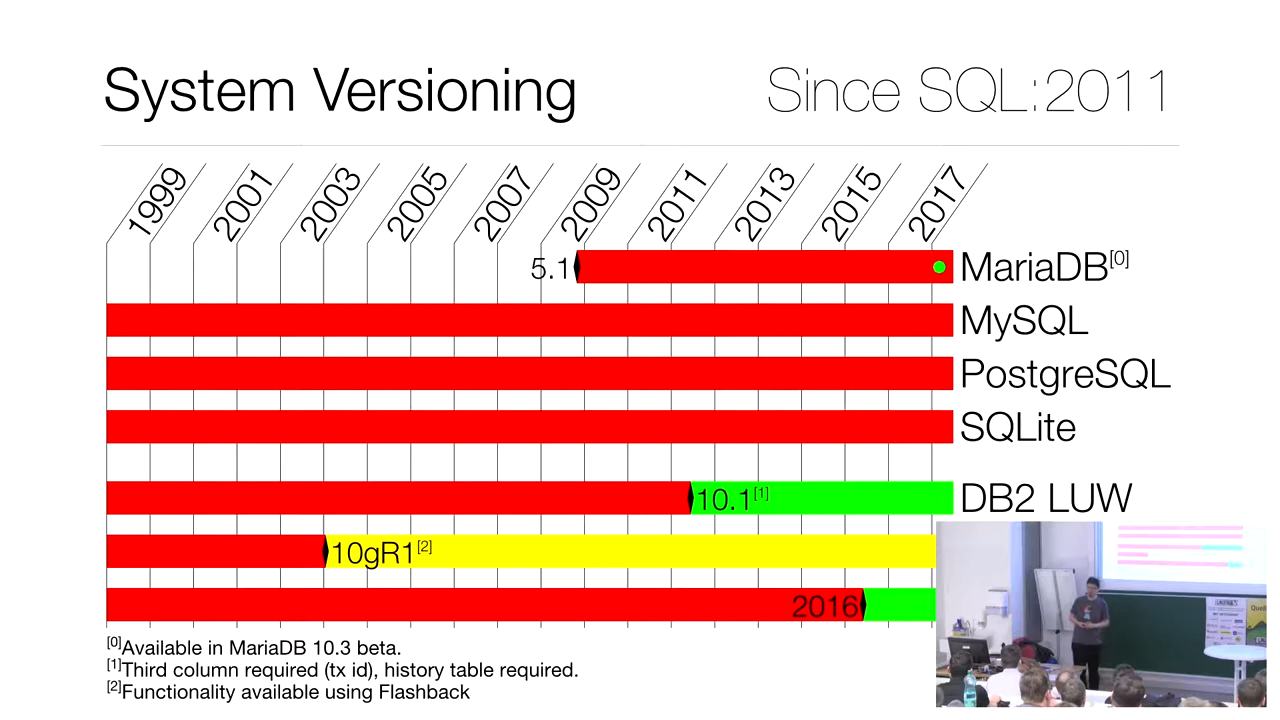 System Versioning Since SQL:2011
1999 2001 2003 2005 2007 2009 2011 2013 2015 2017
5.1 MariaDB[0]
MySQL
PostgreSQL
SQLite
10.1[1] DB2 LUW
10gR1[2]
2016
[0]Available in MariaDB 10.3 beta.
[1]Third column required (tx id), history table required.
[2]Functionality available using Flashback